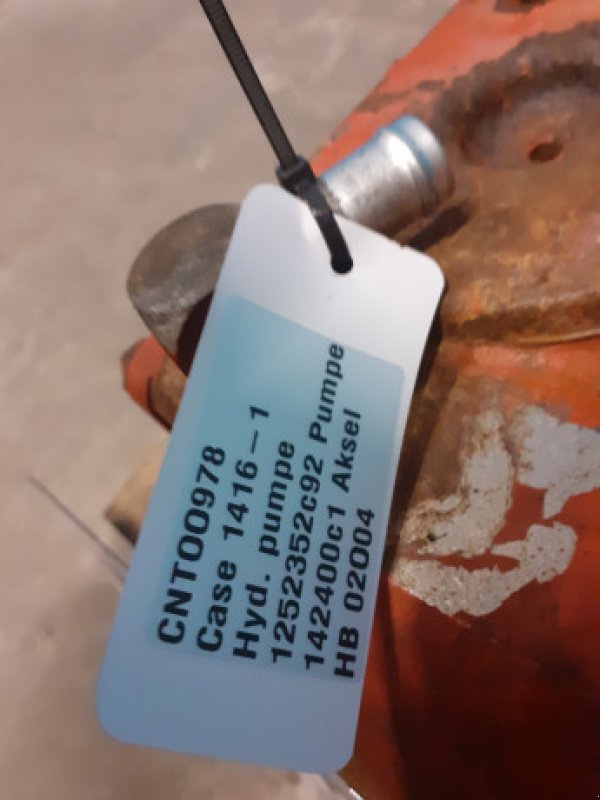 CNT00978
Case 1416-1
Hyd. pumpe
1252352c92 Pumpe
142400c1 Aksel
HB 02004